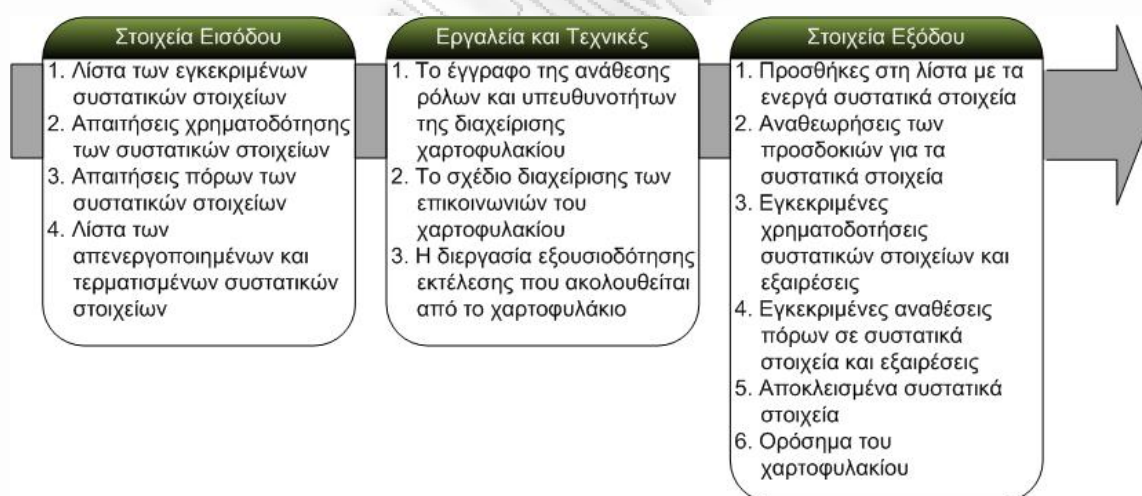 Στοιχεία Εισόδου
1. Λίστα των εγκεκριμένων
συστατικών στοιχείων
2. Απαιτήσεις χρηματοδότησης
των συστατικών στοιχείων
3. Απαιτήσεις πόρων των
συστατικών στοιχείων
4. Λίστα των
απενεργοποιημένων και
τερματισμένων συστατικών
στοιχείων
Εργαλεία και Τεχνικές
1. Το έγγραφο της ανάθεσης
ρόλων και υπευθυνοτήτων
της διαχείρισης
χαρτοφυλακίου
2. Το σχέδιο διαχείρισης των
επικοινωνιών του
χαρτοφυλακίου
3. Η διεργασία εξουσιοδότησης
εκτέλεσης που ακολουθείται
από το χαρτοφυλάκιο
Στοιχεία Εξόδου
1. Προσθήκες στη λίστα με τα
ενεργά συστατικά στοιχεία
2. Αναθεωρήσεις των
προσδοκιών για τα
συστατικά στοιχεία
3. Εγκεκριμένες
χρηματοδοτήσεις
συστατικών στοιχείων και
εξαιρέσεις
4. Εγκεκριμένες αναθέσεις
πόρων σε συστατικά
στοιχεία και εξαιρέσεις
5. Αποκλεισμένα συστατικά
στοιχεία
6. Ορόσημα του
χαρτοφυλακίου